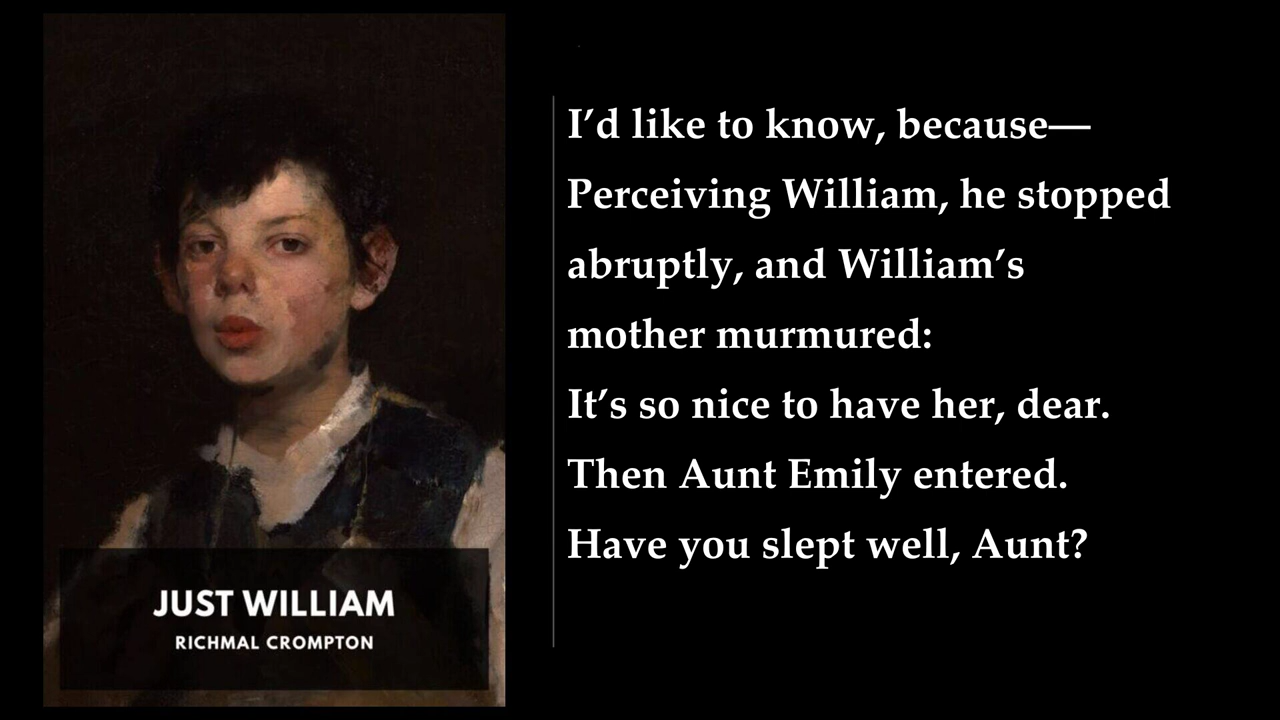 JUST WILLIAM
RICHMAL CROMPTON
I’d like to know, because—
Perceiving William, he stopped
abruptly, and William’s
mother murmured:
It’s so nice to have her, dear.
Then Aunt Emily entered.
Have you slept well, Aunt?